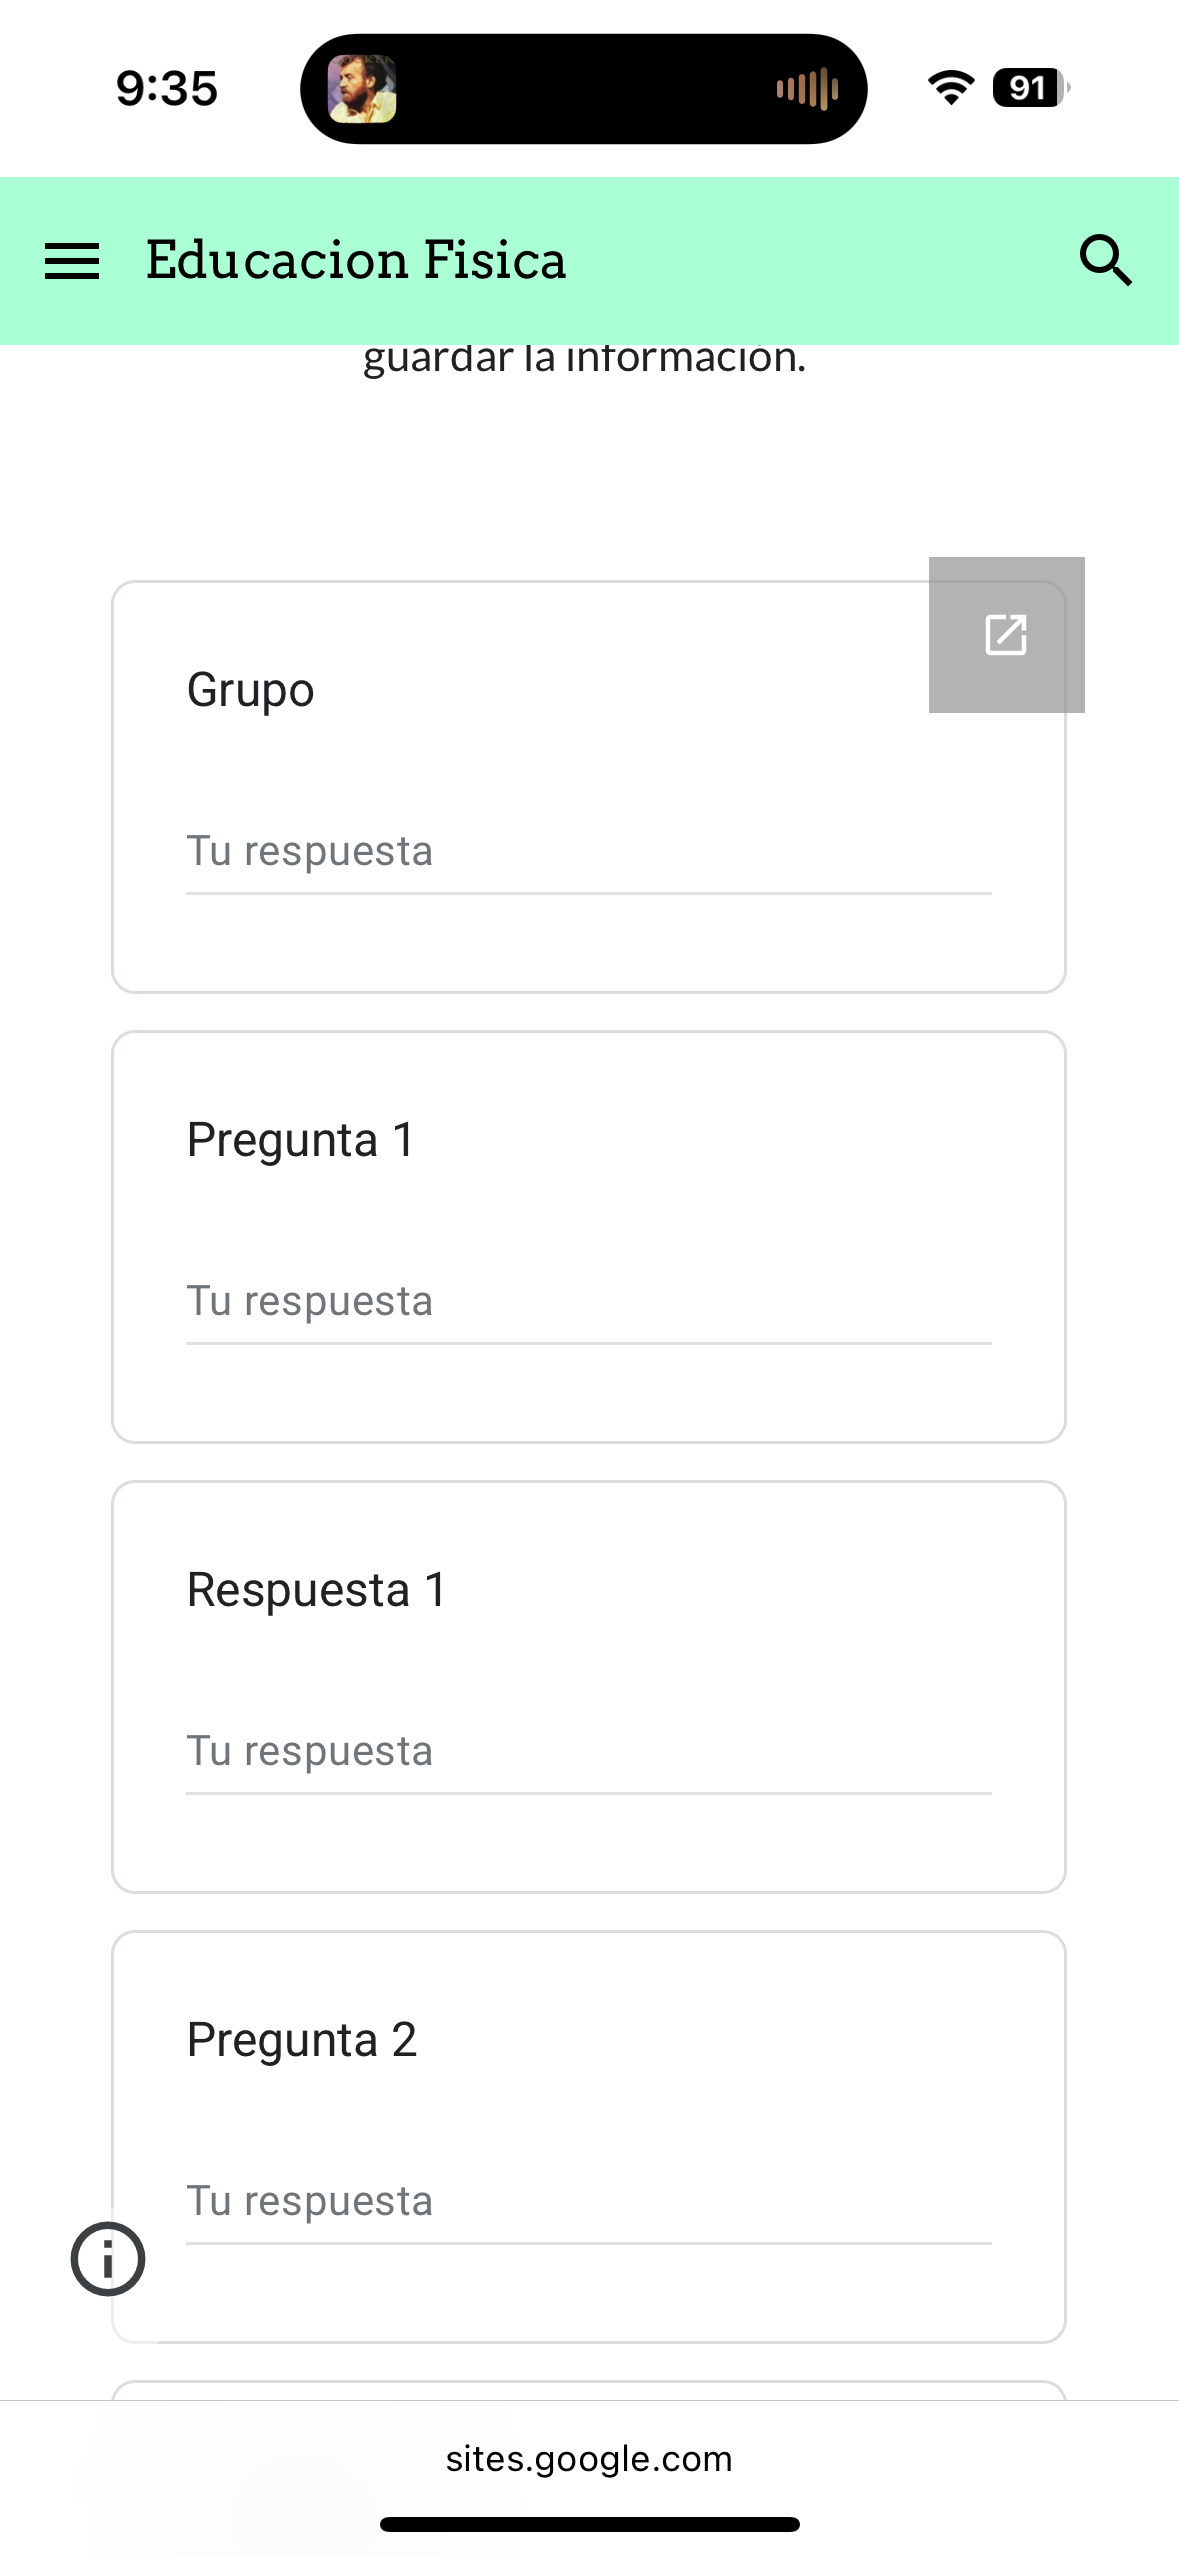 9:35
91
Educacion Fisica
guardar la información.
Grupo
Tu respuesta
Pregunta 1
Tu respuesta
Respuesta 1
Tu respuesta
Pregunta 2
Tu respuesta
sites.google.com